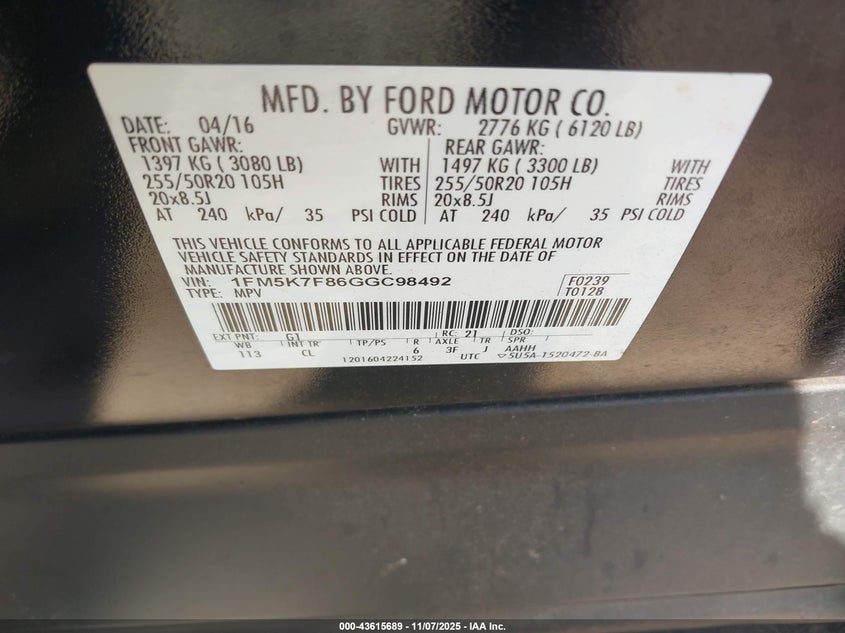 MFD. BY FORD MOTOR CO.
DATE: 04/16 GVWR: 2776 KG ( 6120 LB)
FRONT GAWR: REAR GAWR:
1397 KG ( 3080 LB) WITH 1497 KG ( 3300 LB) WITH
255/50R20 105H TIRES 255/50R20 105H TIRES
20x8.5J RIMS 20x8.5J RIMS
AT 240 kPa/ 35 PSI COLD AT 240 kPa/ 35 PSI COLD
THIS VEHICLE CONFORMS TO ALL APPLICABLE FEDERAL MOTOR
VEHICLE SAFETY STANDARDS IN EFFECT ON THE DATE OF
MANUFACTURE SHOWN ABOVE.
VIN: 1FM5K7F86GGC98492 F0239
TYPE: MPV T0128
EXT PNT: G1 RC: 21 DSO:
WB INT TR TP/PS R AXLE TR SPR
113 CL 6 3F J AAHH
1201604224152 UTC ▽5U5A-1520472-BA
000-43615689 - 11/07/2025 - IAA Inc.